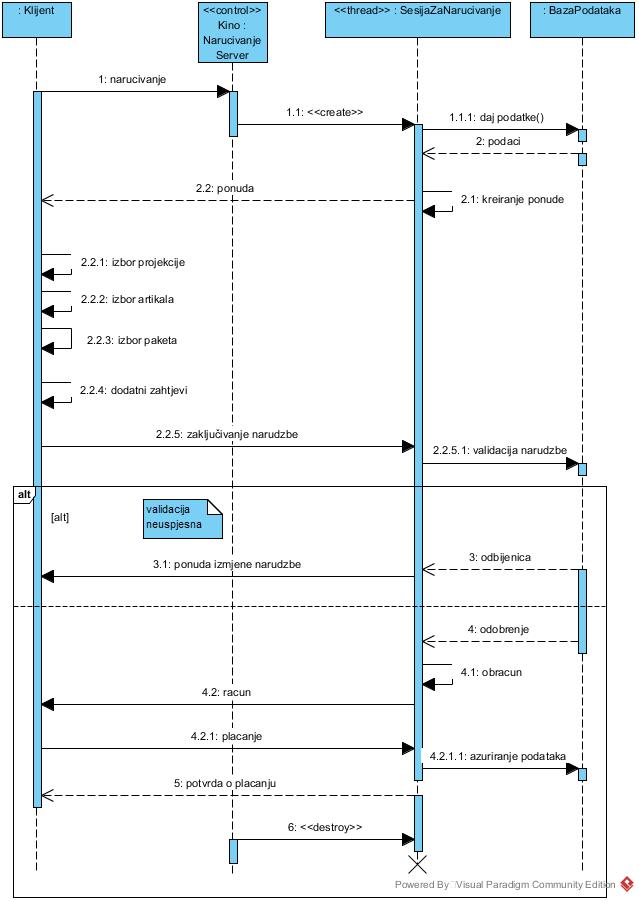 : Klijent
<<control>>
Kino :
Narucivanje
Server
<<thread>> : SesijaZaNarucivanje
: BazaPodataka
1: narucivanje
1.1: <<create>>
1.1.1: daj podatke()
2: podaci
2.2: ponuda
2.1: kreiranje ponude
2.2.1: izbor projekcije
2.2.2: izbor artikala
2.2.3: izbor paketa
2.2.4: dodatni zahtjevi
2.2.5: zaključivanje narudzbe
2.2.5.1: validacija narudzbe
alt
[alt]
validacija
neuspjesna
3: odbijenica
3.1: ponuda izmjene narudzbe
4: odobrenje
4.1: obracun
4.2: racun
4.2.1: placanje
4.2.1.1: azuriranje podataka
5: potvrda o placanju
6: <<destroy>>
Powered By Visual Paradigm Community Edition